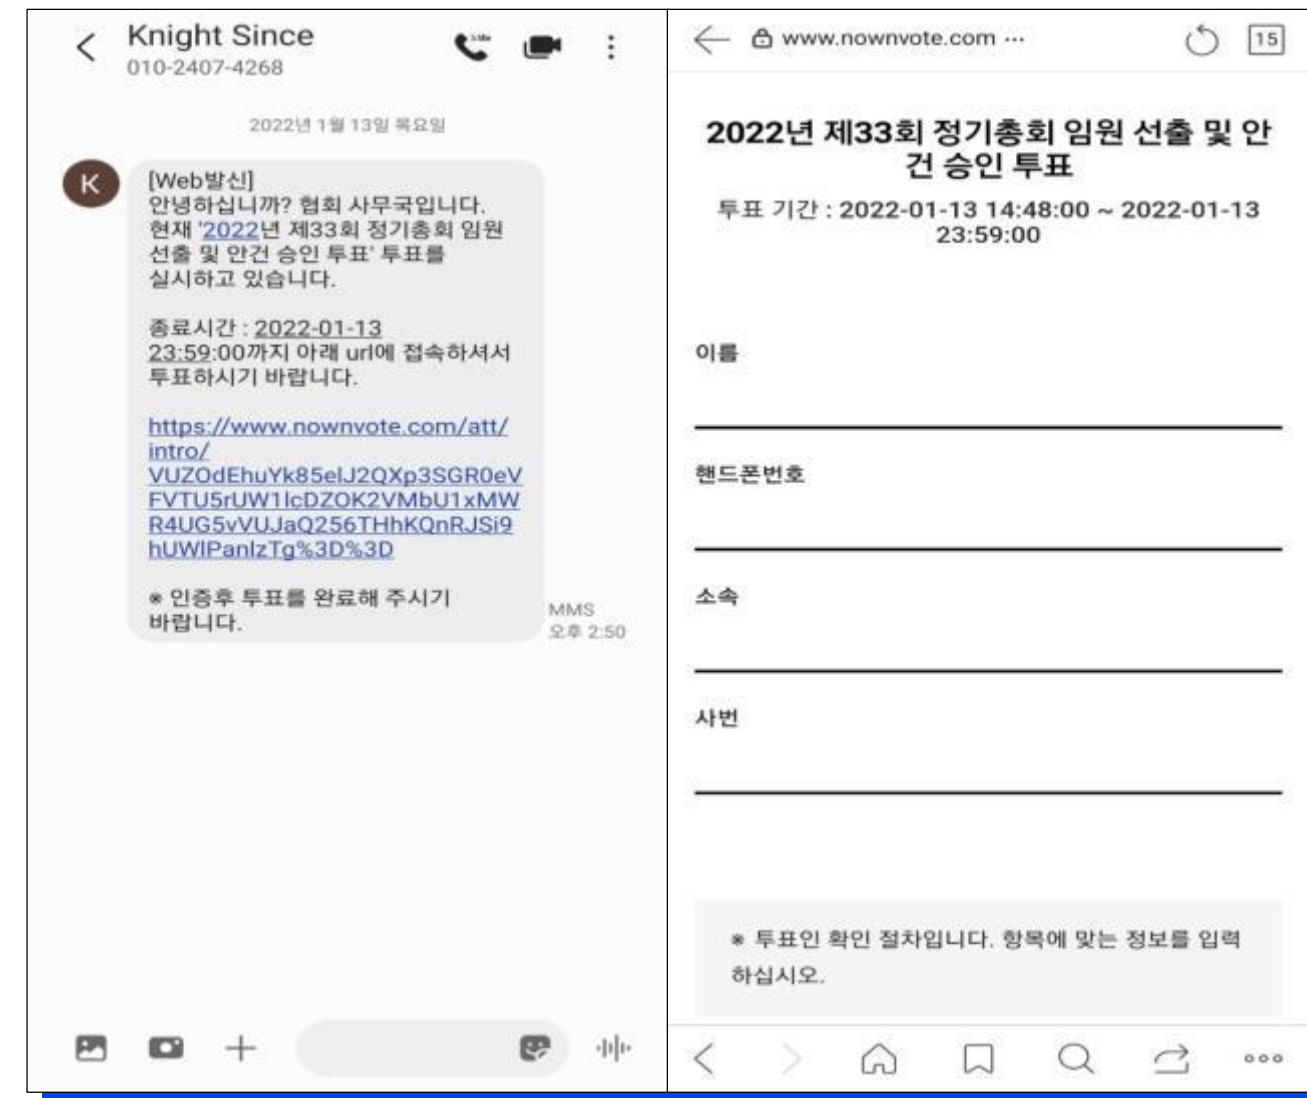 Knight Since
010-2407-4268
2022년 1월 13일 목요일
K
[Web발신]
안녕하십니까? 협회 사무국입니다.
현재 '2022년 제33회 정기총회 임원
선출 및 안건 승인 투표' 투표를
실시하고 있습니다.
종료시간 : 2022-01-13
23:59:00까지 아래 url에 접속하셔서
투표하시기 바랍니다.
https://www.nownvote.com/att/
intro/
VUZOdEhuYk85elJ2QXp3SGR0eV
FVTU5rUW1lcDZOK2VMbU1xMW
R4UG5vVUJaQ256THhKQnRJSi9
hUWlPanlzTg%3D%3D
※ 인증후 투표를 완료해 주시기
바랍니다.
MMS
오후 2:50
www.nownvote.com ···
15
2022년 제33회 정기총회 임원 선출 및 안
건 승인 투표
투표 기간 : 2022-01-13 14:48:00 ~ 2022-01-13
23:59:00
이름
핸드폰번호
소속
사번
※ 투표인 확인 절차입니다. 항목에 맞는 정보를 입력
하십시오.